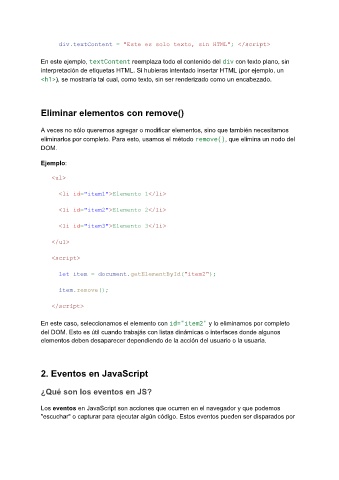 div.textContent = "Este es solo texto, sin HTML"; </script>
En este ejemplo, textContent reemplaza todo el contenido del div con texto plano, sin
interpretación de etiquetas HTML. Si hubieras intentado insertar HTML (por ejemplo, un
<h1>), se mostraría tal cual, como texto, sin ser renderizado como un encabezado.
Eliminar elementos con remove()
A veces no sólo queremos agregar o modificar elementos, sino que también necesitamos
eliminarlos por completo. Para esto, usamos el método remove(), que elimina un nodo del
DOM.
Ejemplo:
<ul>
<li id="item1">Elemento 1</li>
<li id="item2">Elemento 2</li>
<li id="item3">Elemento 3</li>
</ul>
<script>
let item = document.getElementById("item2");
item.remove();
</script>
En este caso, seleccionamos el elemento con id="item2" y lo eliminamos por completo
del DOM. Esto es útil cuando trabajás con listas dinámicas o interfaces donde algunos
elementos deben desaparecer dependiendo de la acción del usuario o la usuaria.
2. Eventos en JavaScript
¿Qué son los eventos en JS?
Los eventos en JavaScript son acciones que ocurren en el navegador y que podemos
"escuchar" o capturar para ejecutar algún código. Estos eventos pueden ser disparados por